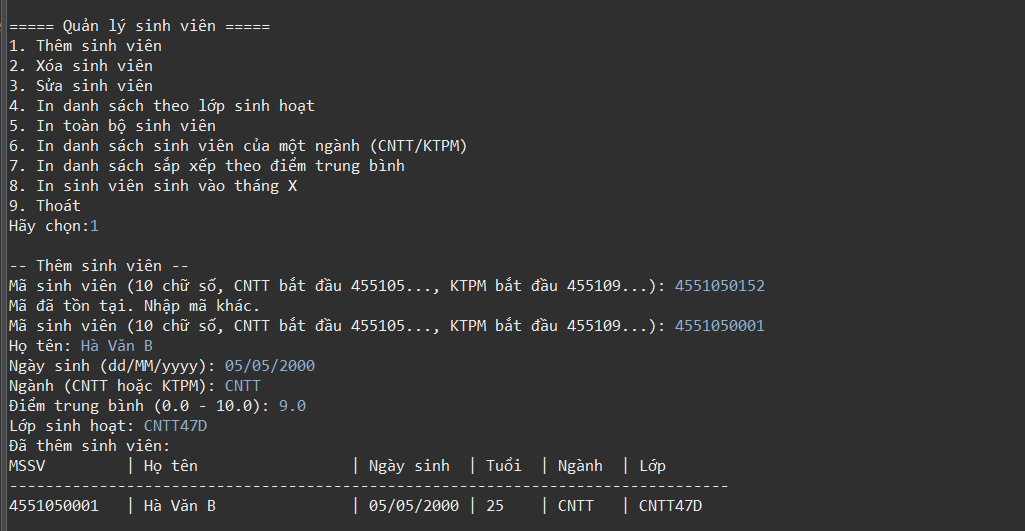 ===== Quản lý sinh viên =====
1. Thêm sinh viên
2. Xóa sinh viên
3. Sửa sinh viên
4. In danh sách theo lớp sinh hoạt
5. In toàn bộ sinh viên
6. In danh sách sinh viên của một ngành (CNTT/KTPM)
7. In danh sách sắp xếp theo điểm trung bình
8. In sinh viên sinh vào tháng X
9. Thoát
Hãy chọn:1
-- Thêm sinh viên --
Mã sinh viên (10 chữ số, CNTT bắt đầu 455105..., KTPM bắt đầu 455109...): 4551050152
Mã đã tồn tại. Nhập mã khác.
Mã sinh viên (10 chữ số, CNTT bắt đầu 455105..., KTPM bắt đầu 455109...): 4551050001
Họ tên: Hà Văn B
Ngày sinh (dd/MM/yyyy): 05/05/2000
Ngành (CNTT hoặc KTPM): CNTT
Điểm trung bình (0.0 - 10.0): 9.0
Lớp sinh hoạt: CNTT47D
Đã thêm sinh viên:
MSSV         | Họ tên                 | Ngày sinh  | Tuổi  | Ngành  | Lớp
--------------------------------------------------------------------------------
4551050001   | Hà Văn B               | 05/05/2000 | 25    | CNTT   | CNTT47D